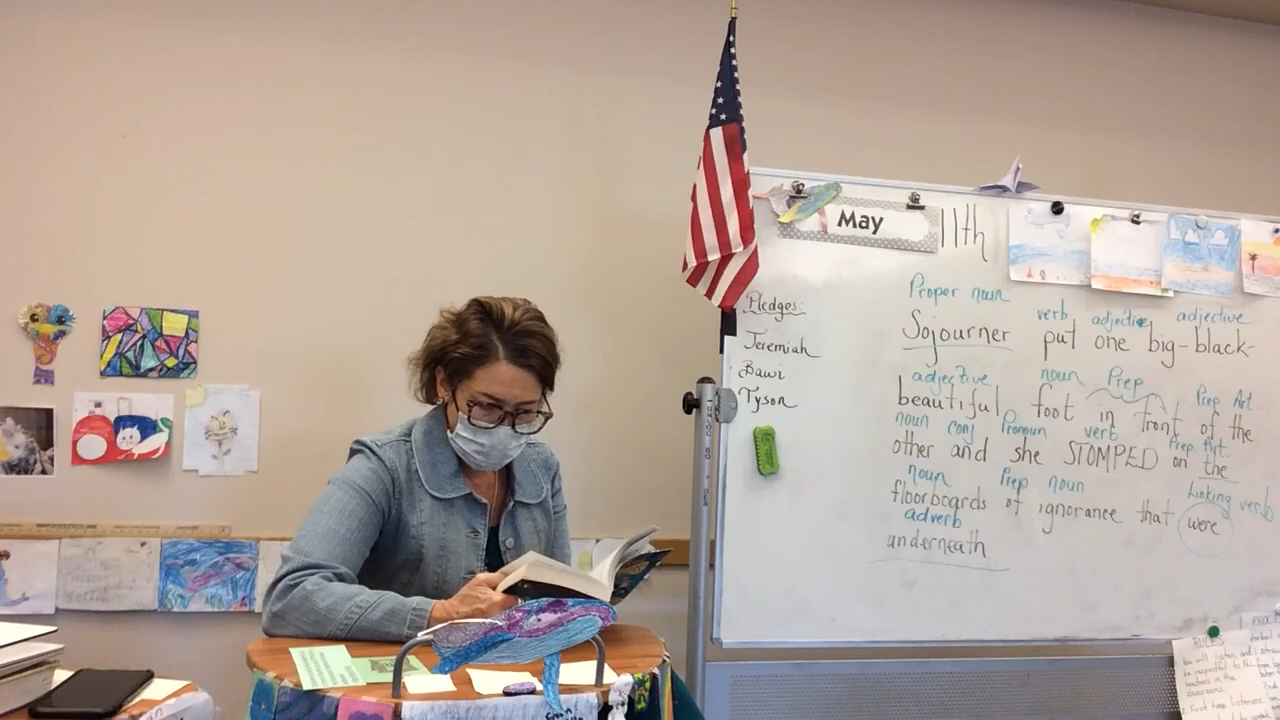 May 11th
Pledges:
Jeremiah
Bawi
Tyson
Proper noun
verb adjective adjective
Sojourner put one big-black-
adjective noun Prep Prep Art.
beautiful foot in front of the
noun conj Pronoun verb Prep. Art.
other and she STOMPED on the
noun Prep noun Linking verb
floorboards of ignorance that were
adverb
underneath
RULES